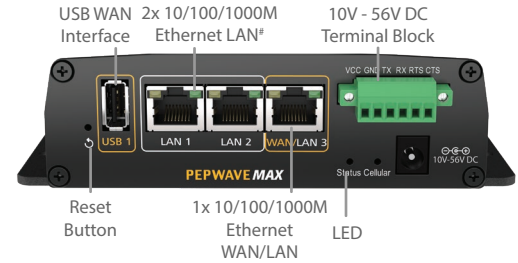 USB WAN
Interface
2x 10/100/1000M
Ethernet LAN#
10V - 56V DC
Terminal Block
VCC GND TX RX RTS CTS
USB 1
LAN 1
LAN 2
WAN/LAN 3
10V-56V DC
Status Cellular
PEPWAVE MAX
Reset
Button
1x 10/100/1000M
Ethernet
WAN/LAN
LED